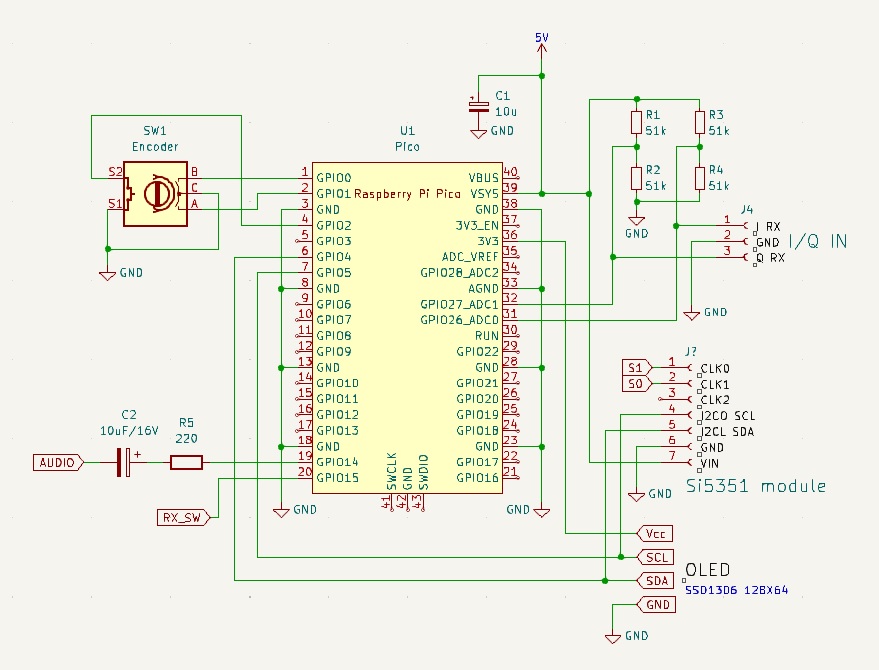 5V
C1
10u
GND
R1
51k
R3
51k
R2
51k
R4
51k
GND
SW1
Encoder
S2
S1
B
C
A
GND
U1
Pico
Raspberry Pi Pico
1 GPIO0
2 GPIO1
3 GND
4 GPIO2
5 GPIO3
6 GPIO4
7 GPIO5
8 GND
9 GPIO6
10 GPIO7
11 GPIO8
12 GPIO9
13 GND
14 GPIO10
15 GPIO11
16 GPIO12
17 GPIO13
18 GND
19 GPIO14
20 GPIO15
VBUS 40
VSYS 39
GND 38
3V3_EN 37
3V3 36
ADC_VREF 35
GPIO28_ADC2 34
AGND 33
GPIO27_ADC1 32
GPIO26_ADC0 31
RUN 30
GPIO22 29
GND 28
GPIO21 27
GPIO20 26
GPIO19 25
GPIO18 24
GND 23
GPIO17 22
GPIO16 21
SWCLK 41
GND 42
SWDIO 43
GND
GND
J4
1 I RX
2 GND
3 Q RX
I/Q IN
GND
J?
S1 1 CLK0
S0 2 CLK1
3 CLK2
4 I2C0 SCL
5 I2C1 SDA
6 GND
7 VIN
Si5351 module
GND
C2
10uF/16V
R5
220
AUDIO
RX_SW
Vcc
SCL
SDA
GND
OLED
SSD1306 128X64
GND